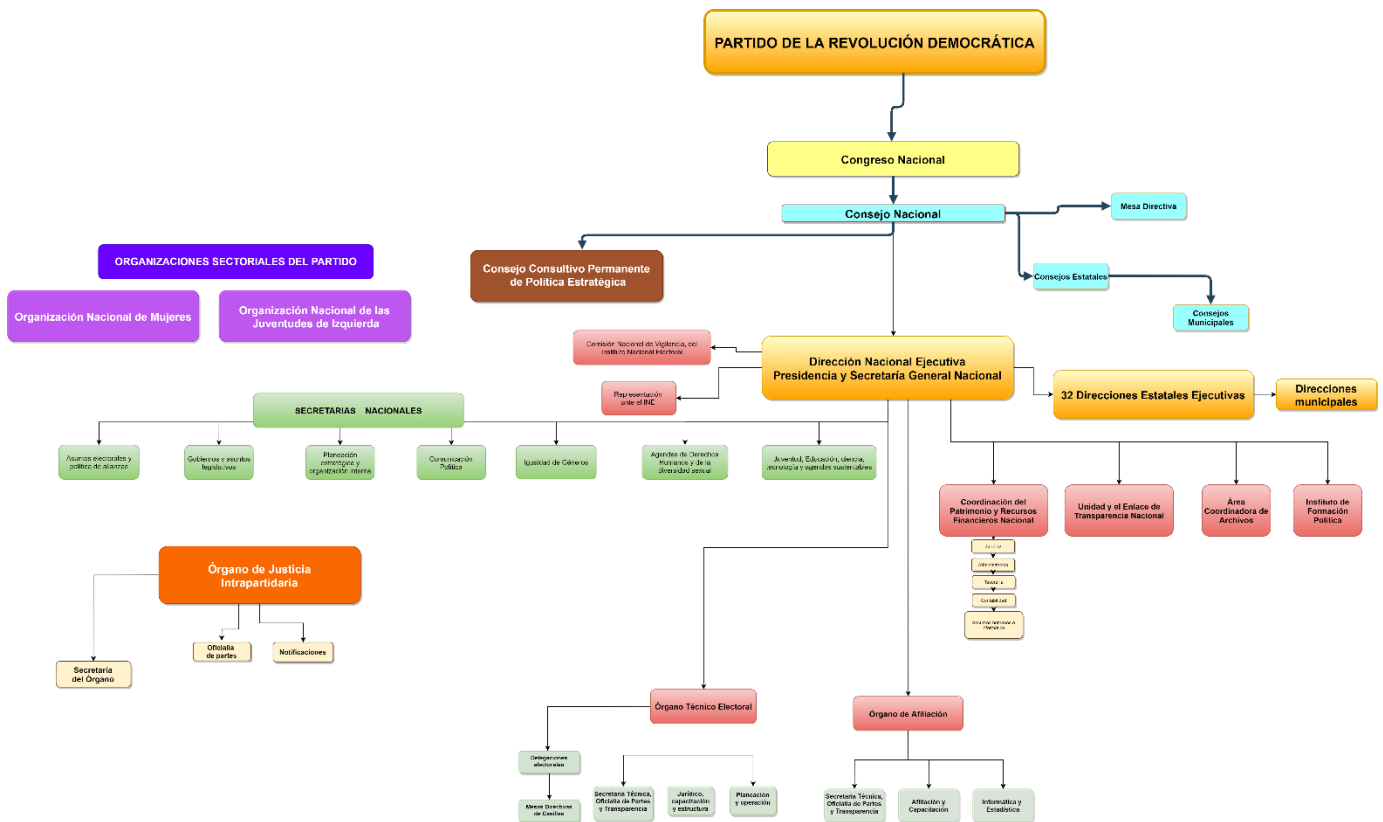 PARTIDO DE LA REVOLUCIÓN DEMOCRÁTICA
Congreso Nacional
Consejo Nacional
Mesa Directiva
Consejo Consultivo Permanente
de Política Estratégica
Consejos Estatales
Consejos
Municipales
ORGANIZACIONES SECTORIALES DEL PARTIDO
Organización Nacional de Mujeres
Organización Nacional de las
Juventudes de Izquierda
Comisión Nacional de Vigilancia, del
Instituto Nacional Electoral
Representación
ante el INE
Dirección Nacional Ejecutiva
Presidencia y Secretaría General Nacional
32 Direcciones Estatales Ejecutivas
Direcciones
municipales
SECRETARIAS NACIONALES
Asuntos electorales y
política de alianzas
Gobiernos y asuntos
legislativos
Planeación
estratégica y
organización interna
Comunicación
Política
Igualdad de Géneros
Agendas de Derechos
Humanos y de la
diversidad sexual
Juventud, Educación, ciencia,
tecnología y agendas sustentables
Coordinación del
Patrimonio y Recursos
Financieros Nacional
Unidad y el Enlace de
Transparencia Nacional
Área
Coordinadora de
Archivos
Instituto de
Formación
Política
Administración
Contabilidad
Órgano de Justicia
Intrapartidaria
Secretaria
del Órgano
Oficialía
de partes
Notificaciones
Órgano Técnico Electoral
Órgano de Afiliación
Delegaciones
electorales
Mesas Directivas
de Casillas
Secretaria Técnica,
Oficialía de Partes
y Transparencia
Jurídico,
capacitación
y estructura
Planeación
y operación
Secretaría Técnica,
Oficialía de Partes
y Transparencia
Afiliación y
Capacitación
Informática y
Estadística